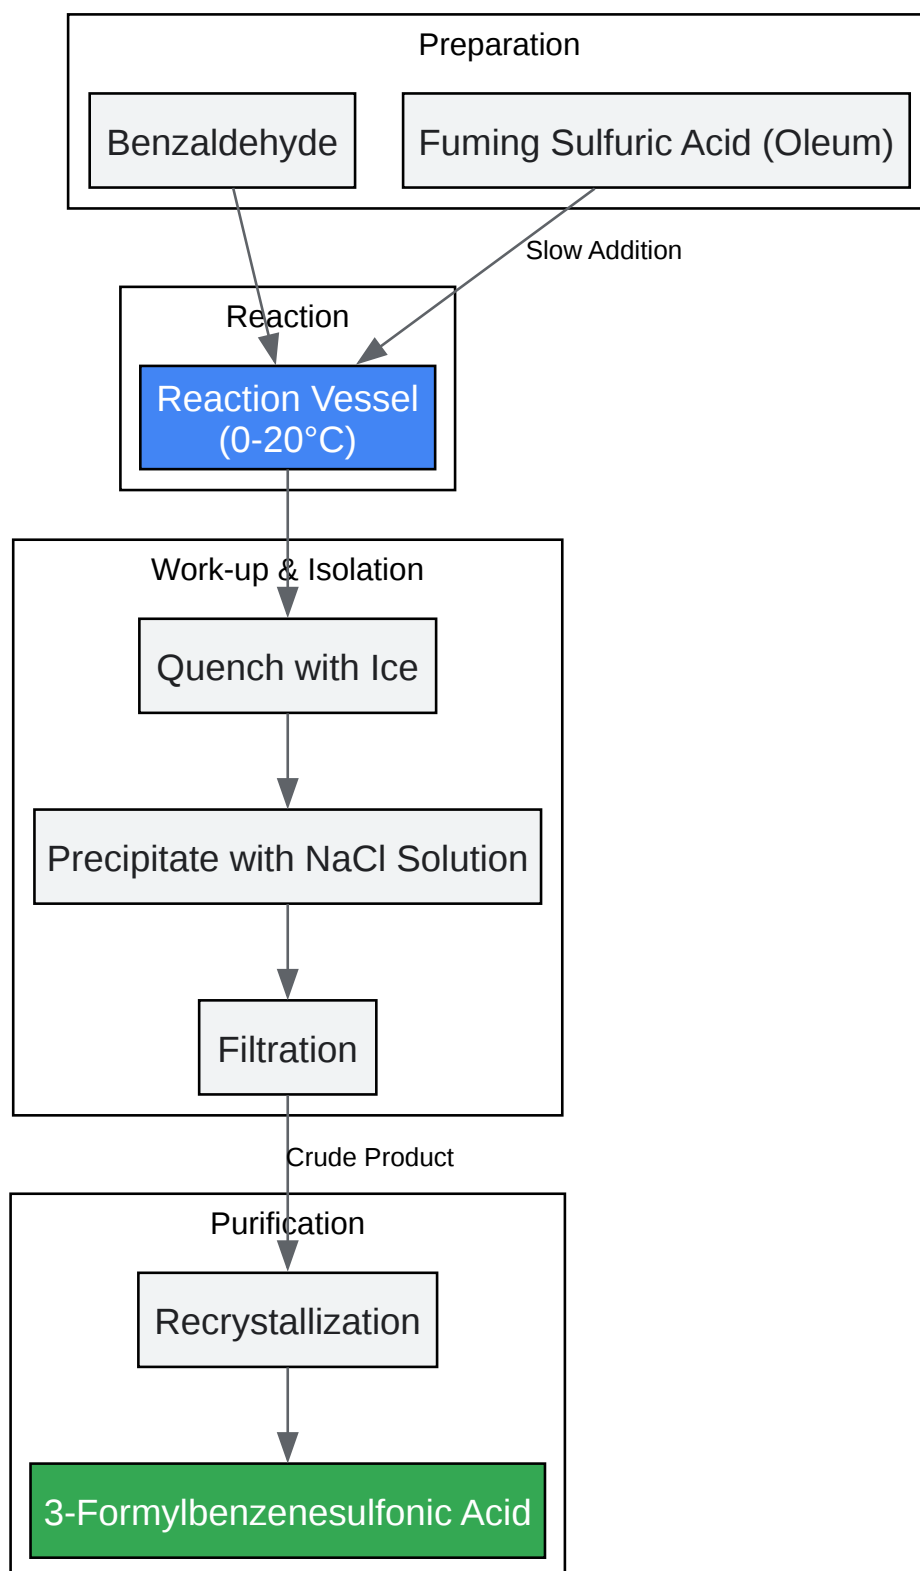 Preparation
Benzaldehyde
Fuming Sulfuric Acid (Oleum)
Slow Addition
Reaction
Reaction Vessel
(0-20°C)
Work-up & Isolation
Quench with Ice
Precipitate with NaCl Solution
Filtration
Crude Product
Purification
Recrystallization
3-Formylbenzenesulfonic Acid